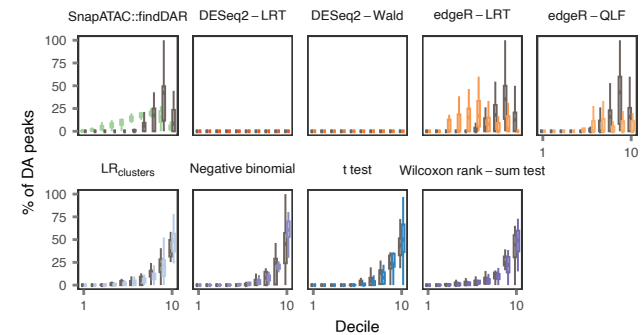 SnapATAC::findDAR DESeq2 – LRT DESeq2 – Wald edgeR – LRT edgeR – QLF
100
75
50
25
0
1 10
% of DA peaks
LRclusters Negative binomial t test Wilcoxon rank – sum test
100
75
50
25
0
1 10 1 10 1 10 1 10
Decile